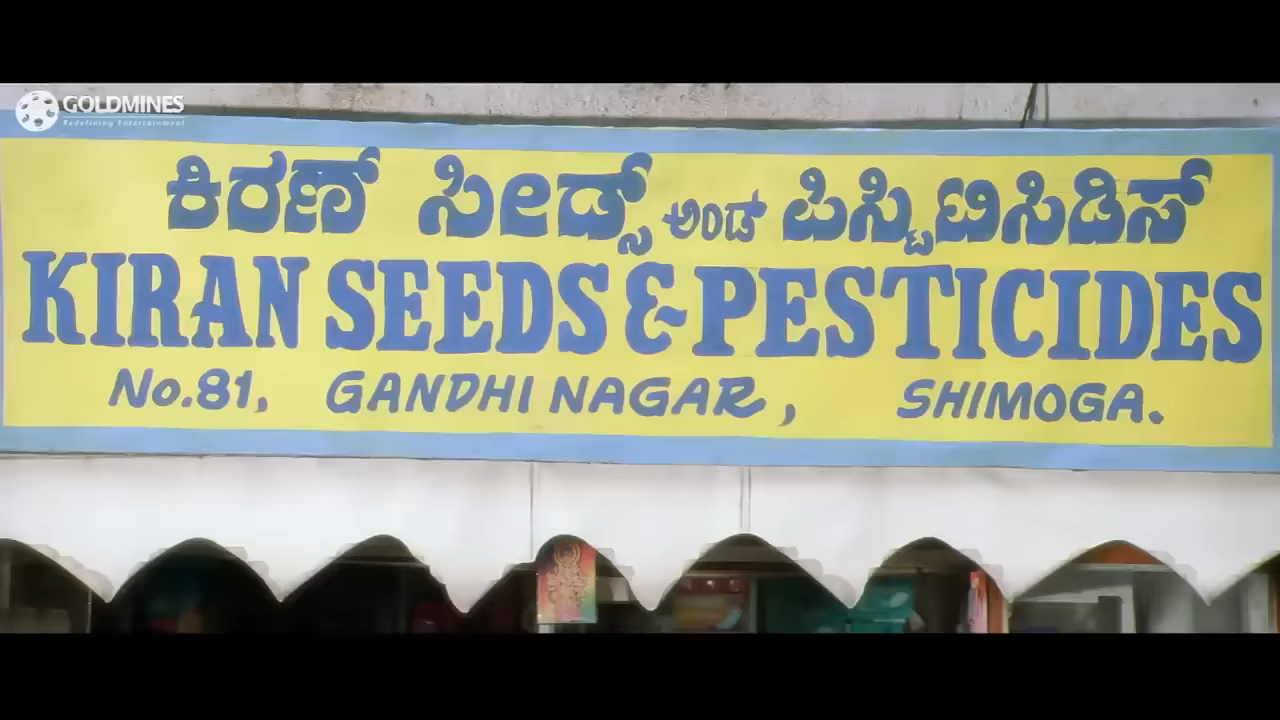 GOLDMINES
Redefining Entertainment
ಕಿರಣ್ ಸೀಡ್ಸ್ ಅಂಡ್ ಪಿಸ್ಟಿಟಿಸಿಡಿಸ್
KIRAN SEEDS & PESTICIDES
No.81, GANDHI NAGAR, SHIMOGA.